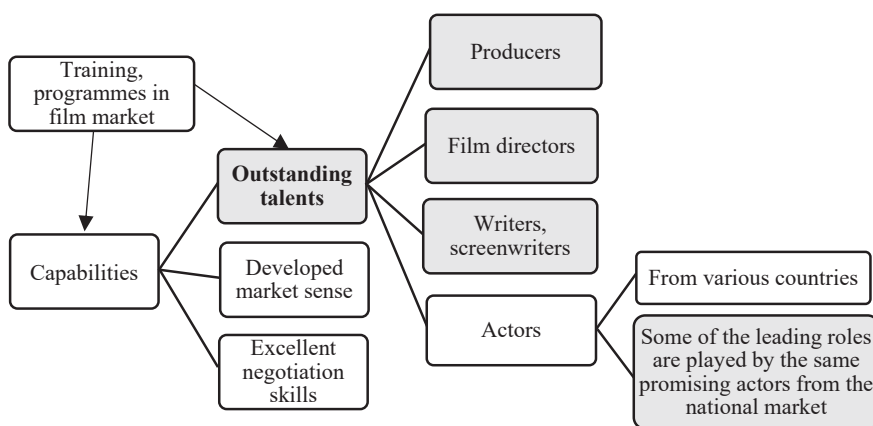 Training,
programmes in
film market
Capabilities
Outstanding
talents
Developed
market sense
Excellent
negotiation
skills
Producers
Film directors
Writers,
screenwriters
Actors
From various countries
Some of the leading roles
are played by the same
promising actors from the
national market